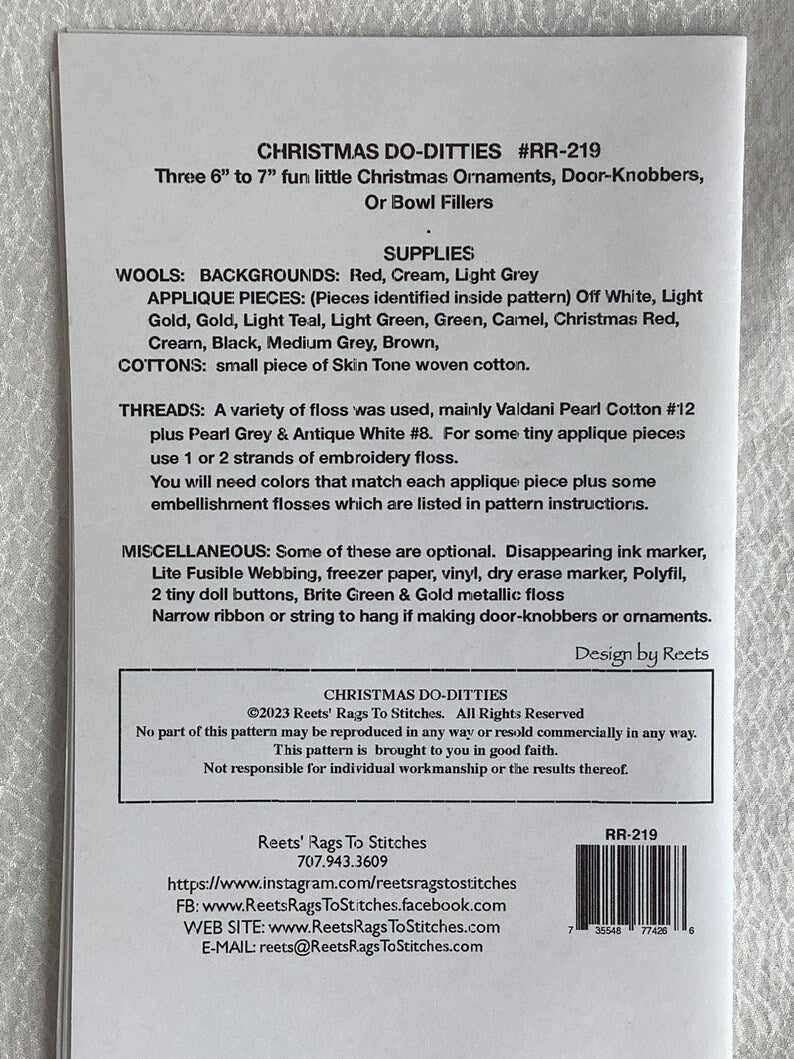 CHRISTMAS DO-DITTIES #RR-219
Three 6” to 7” fun little Christmas Ornaments, Door-Knobbers,
Or Bowl Fillers
.
SUPPLIES
WOOLS: BACKGROUNDS: Red, Cream, Light Grey
APPLIQUE PIECES: (Pieces identified inside pattern) Off White, Light
Gold, Gold, Light Teal, Light Green, Green, Camel, Christmas Red,
Cream, Black, Medium Grey, Brown,
COTTONS: small piece of Skin Tone woven cotton.
THREADS: A variety of floss was used, mainly Valdani Pearl Cotton #12
plus Pearl Grey & Antique White #8. For some tiny applique pieces
use 1 or 2 strands of embroidery floss.
You will need colors that match each applique piece plus some
embellishment flosses which are listed in pattern instructions.
MISCELLANEOUS: Some of these are optional. Disappearing ink marker,
Lite Fusible Webbing, freezer paper, vinyl, dry erase marker, Polyfil,
2 tiny doll buttons, Brite Green & Gold metallic floss
Narrow ribbon or string to hang if making door-knobbers or ornaments.
Design by Reets
CHRISTMAS DO-DITTIES
©2023 Reets' Rags To Stitches. All Rights Reserved
No part of this pattern may be reproduced in any way or resold commercially in any way.
This pattern is brought to you in good faith.
Not responsible for individual workmanship or the results thereof.
Reets' Rags To Stitches
707.943.3609
https://www.instagram.com/reetsragstostitches
FB: www.ReetsRagsToStitches.facebook.com
WEB SITE: www.ReetsRagsToStitches.com
E-MAIL: reets@ReetsRagsToStitches.com
RR-219
7 35548 77426 6